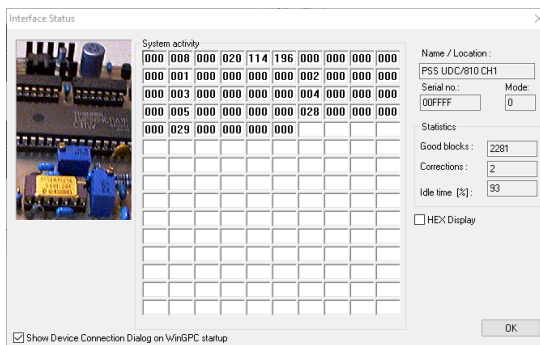 Interface Status
System activity
000 008 000 020 114 196 000 000 000 000
000 001 000 000 000 000 002 000 000 000
000 003 000 000 000 000 004 000 000 000
000 005 000 000 000 000 028 000 000 000
000 029 000 000 000 000
Name / Location :
PSS UDC/810 CH1
Serial no.: Mode:
00FFFF 0
Statistics
Good blocks : 2281
Corrections : 2
Idle time [%] : 93
HEX Display
OK
Show Device Connection Dialog on WinGPC startup